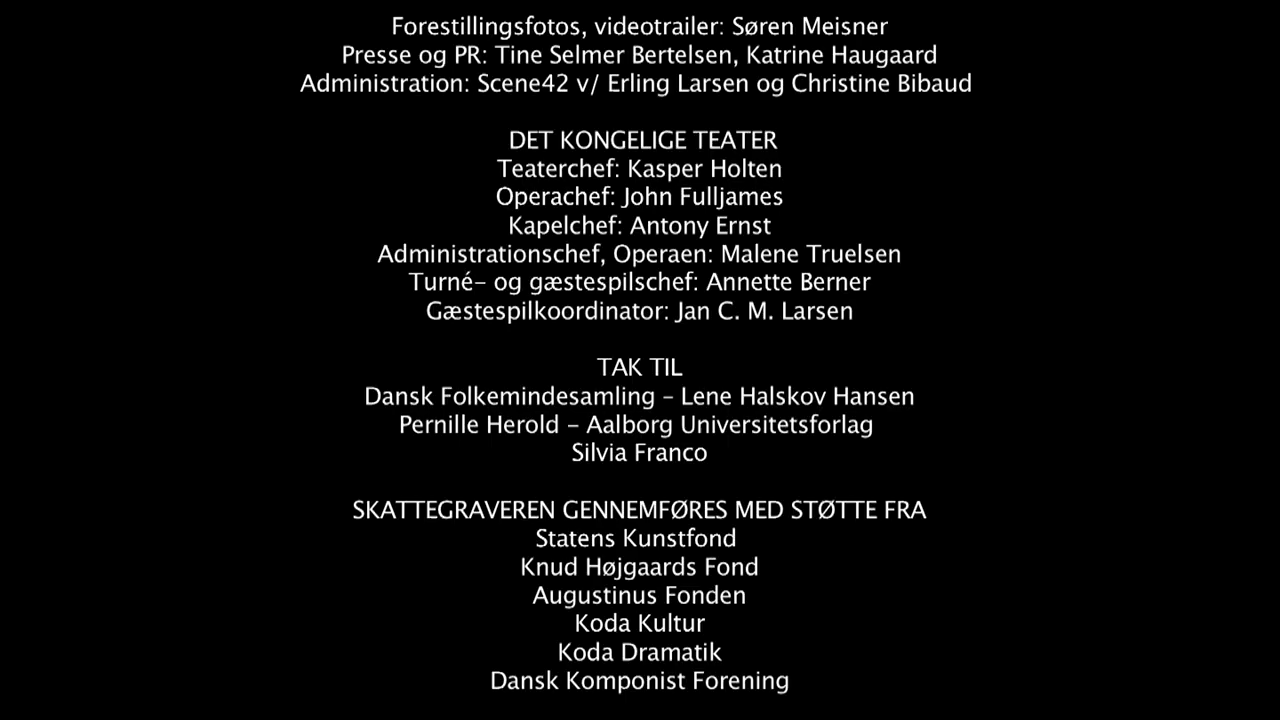 Forestillingsfotos, videotrailer: Søren Meisner
Presse og PR: Tine Selmer Bertelsen, Katrine Haugaard
Administration: Scene42 v/ Erling Larsen og Christine Bibaud
DET KONGELIGE TEATER
Teaterchef: Kasper Holten
Operachef: John Fulljames
Kapelchef: Antony Ernst
Administrationschef, Operaen: Malene Truelsen
Turné- og gæstespilschef: Annette Berner
Gæstespilkoordinator: Jan C. M. Larsen
TAK TIL
Dansk Folkemindesamling – Lene Halskov Hansen
Pernille Herold – Aalborg Universitetsforlag
Silvia Franco
SKATTEGRAVEREN GENNEMFØRES MED STØTTE FRA
Statens Kunstfond
Knud Højgaards Fond
Augustinus Fonden
Koda Kultur
Koda Dramatik
Dansk Komponist Forening